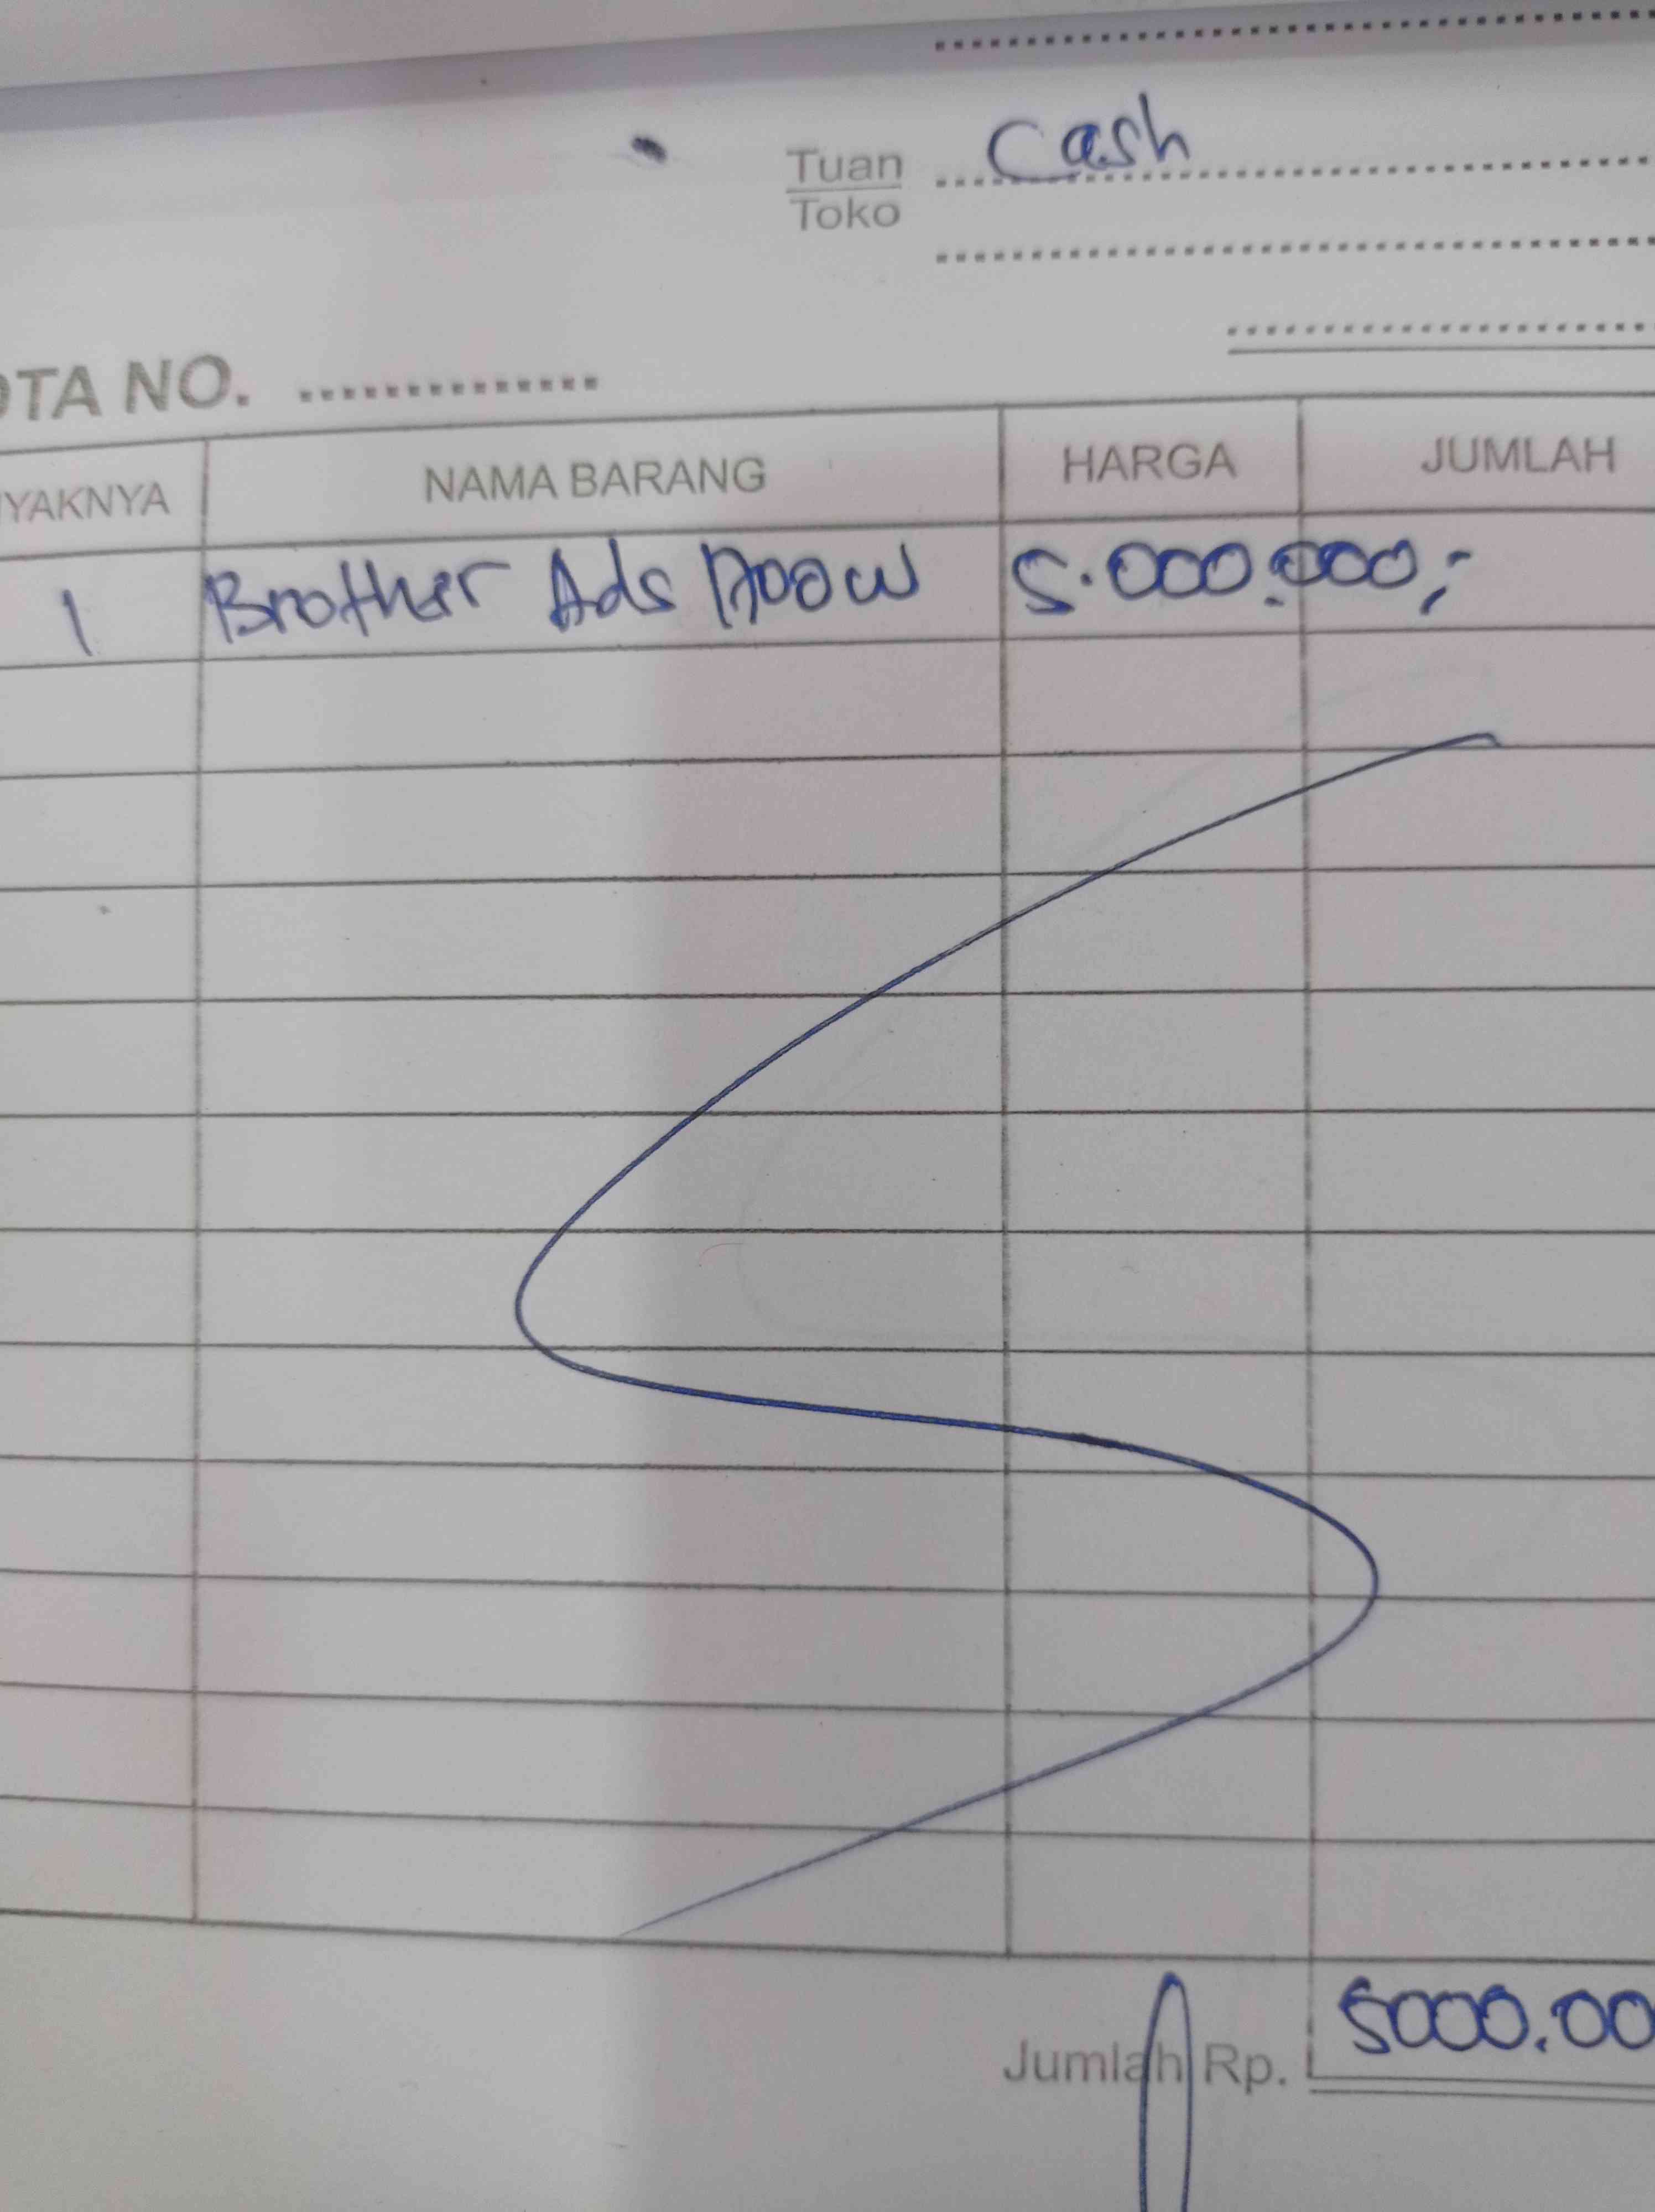 Tuan Cash
Toko
OTA NO.
YAKNYA NAMA BARANG HARGA JUMLAH
1 Brother Ads 1700W 5.000.000,-
Jumlah Rp. 5000.00